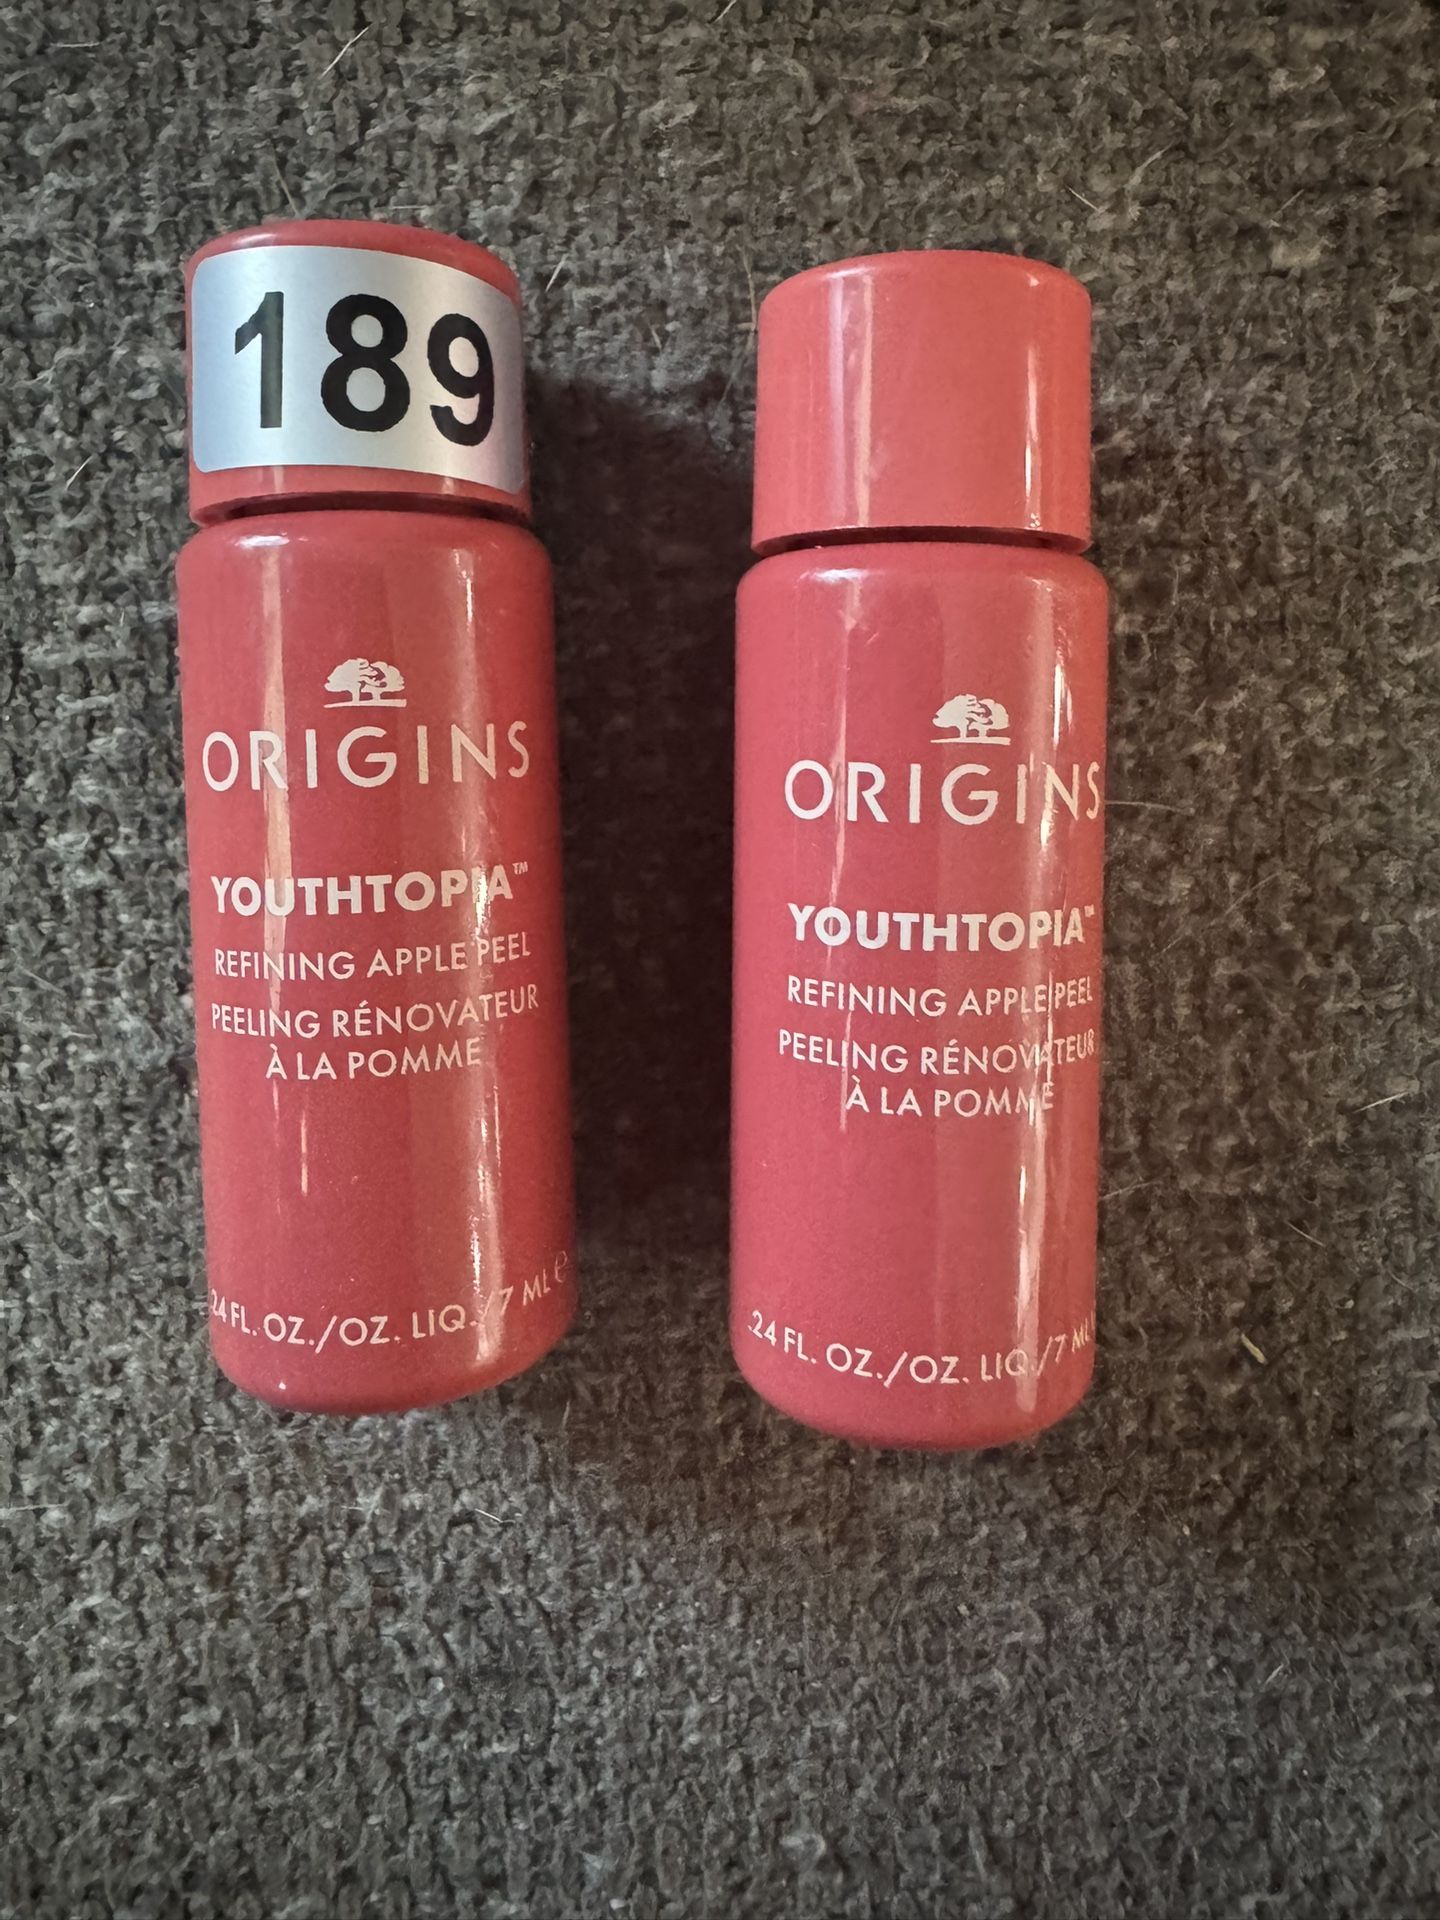 189
ORIGINS
YOUTHTOPIA™
REFINING APPLE PEEL
PEELING RÉNOVATEUR
À LA POMME
.24 FL. OZ./OZ. LIQ./7 ML e
ORIGINS
YOUTHTOPIA™
REFINING APPLE PEEL
PEELING RÉNOVATEUR
À LA POMME
.24 FL. OZ./OZ. LIQ./7 ML